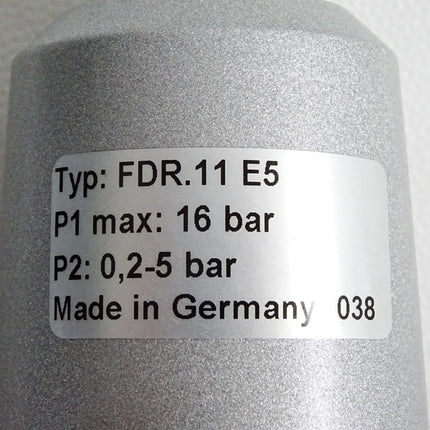 Typ: FDR.11 E5
P1 max: 16 bar
P2: 0,2-5 bar
Made in Germany 038